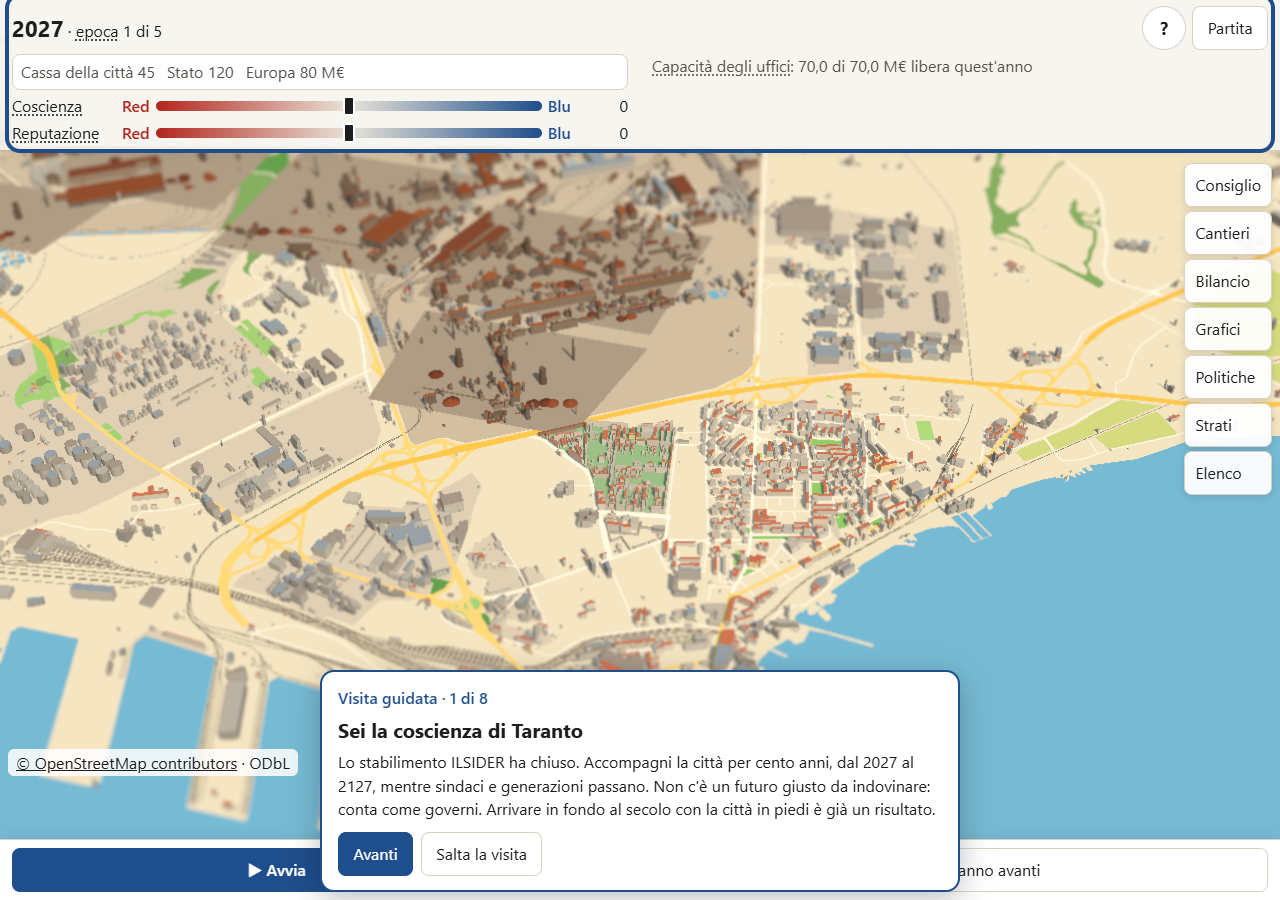 2027 · epoca 1 di 5
? Partita
Cassa della città 45 Stato 120 Europa 80 M€
Capacità degli uffici: 70,0 di 70,0 M€ libera quest'anno
Coscienza Red Blu 0
Reputazione Red Blu 0
Consiglio
Cantieri
Bilancio
Grafici
Politiche
Strati
Elenco
Visita guidata · 1 di 8
Sei la coscienza di Taranto
Lo stabilimento ILSIDER ha chiuso. Accompagni la città per cento anni, dal 2027 al
2127, mentre sindaci e generazioni passano. Non c'è un futuro giusto da indovinare:
conta come governi. Arrivare in fondo al secolo con la città in piedi è già un risultato.
Avanti Salta la visita
© OpenStreetMap contributors · ODbL
▶ Avvia
anno avanti